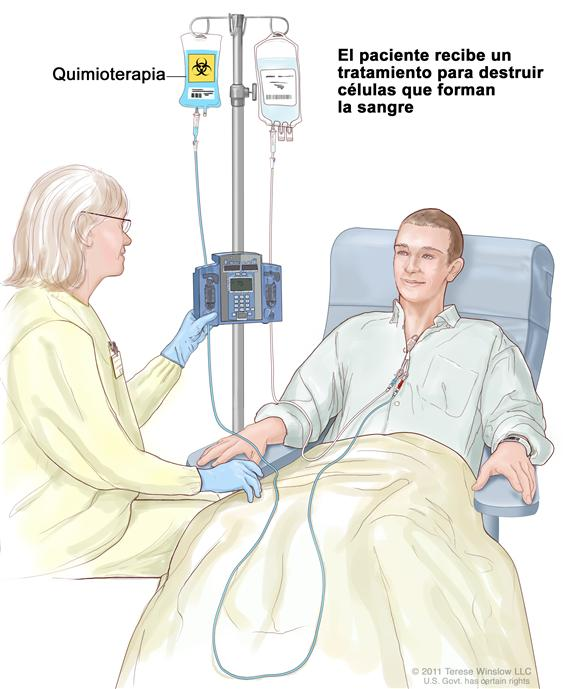 Quimioterapia
El paciente recibe un
tratamiento para destruir
células que forman
la sangre
© 2011 Terese Winslow LLC
U.S. Govt. has certain rights